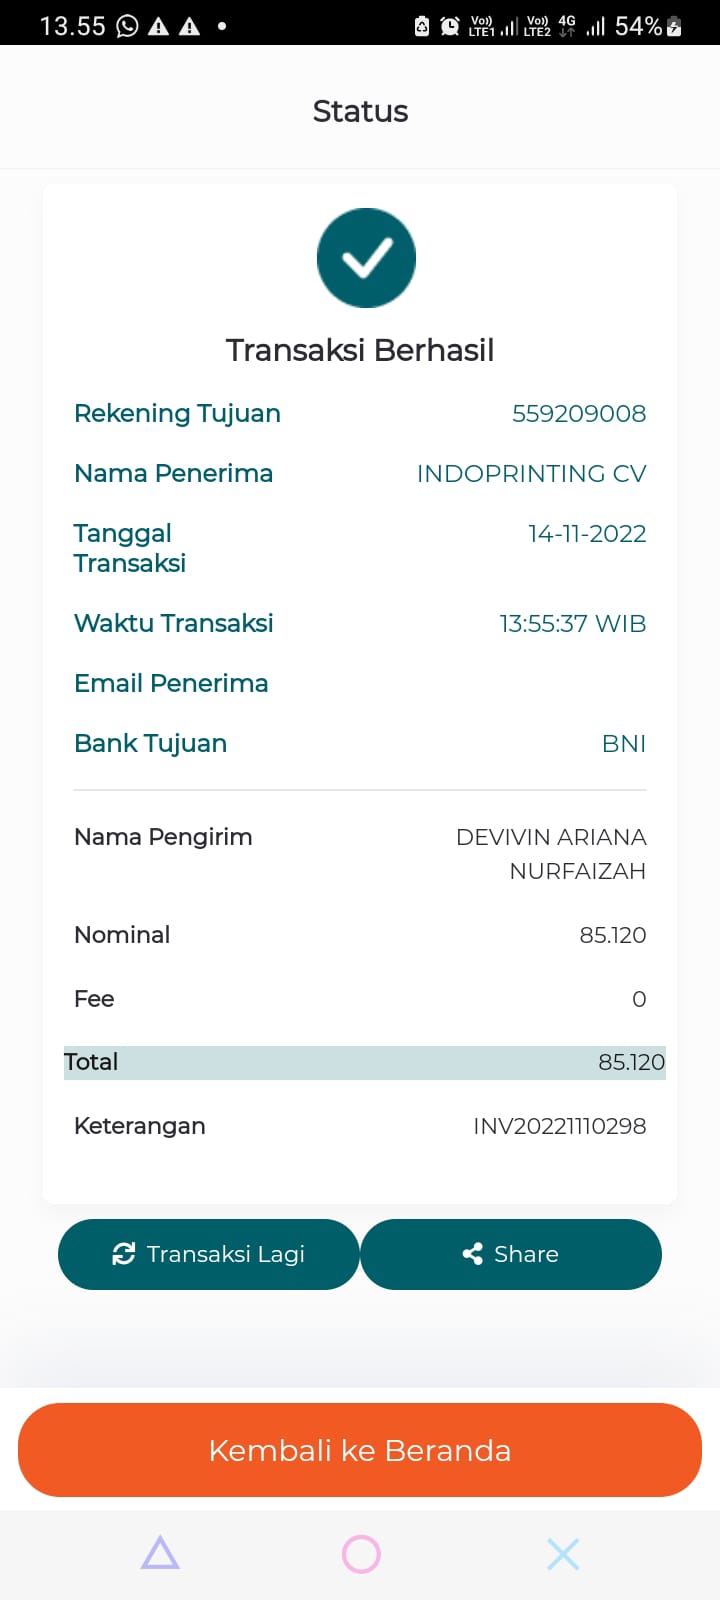 13.55
Vo)) LTE1 Vo)) LTE2 4G 54%
Status
Transaksi Berhasil
Rekening Tujuan 559209008
Nama Penerima INDOPRINTING CV
Tanggal Transaksi 14-11-2022
Waktu Transaksi 13:55:37 WIB
Email Penerima
Bank Tujuan BNI
Nama Pengirim DEVIVIN ARIANA NURFAIZAH
Nominal 85.120
Fee 0
Total 85.120
Keterangan INV20221110298
Transaksi Lagi Share
Kembali ke Beranda